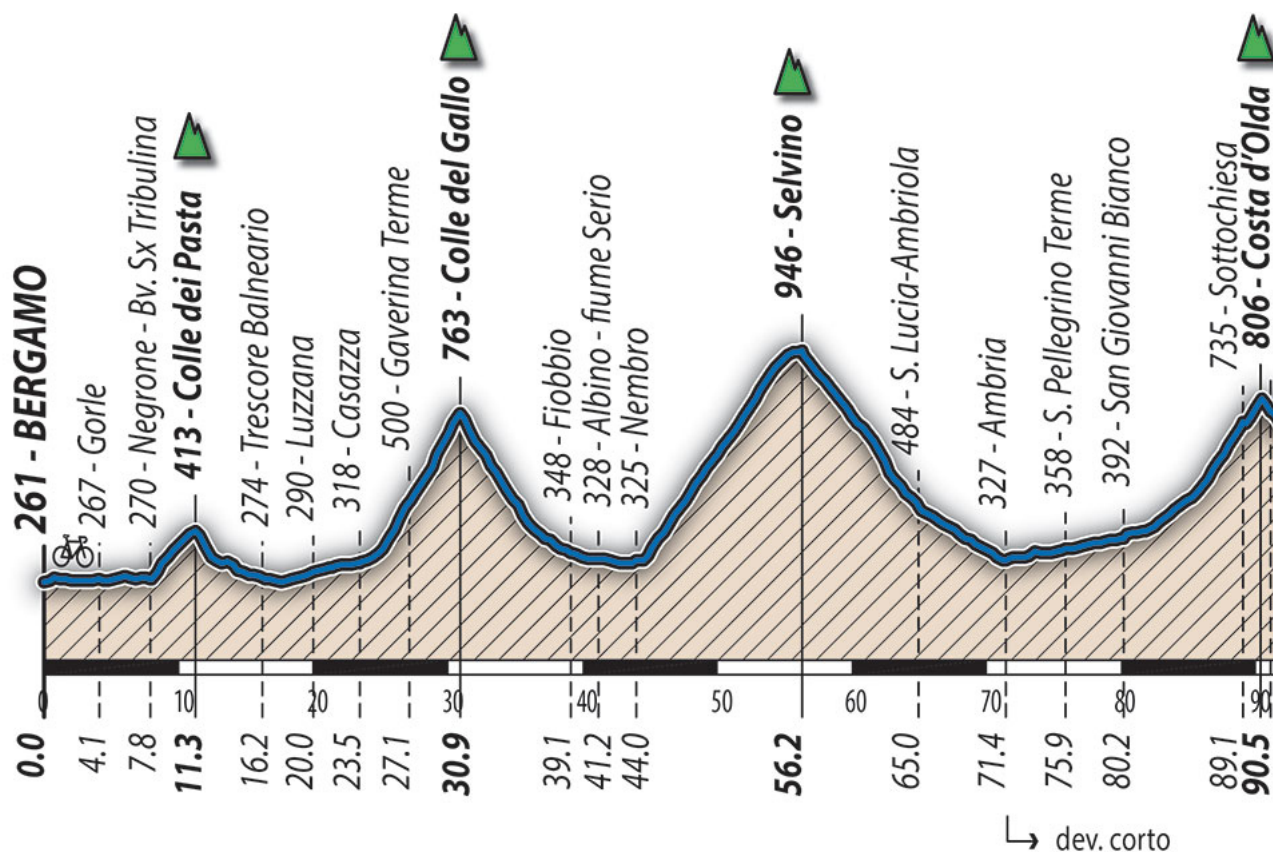 261 - BERGAMO
267 - Gorle
270 - Negrone - Bv. Sx Tribulina
413 - Colle dei Pasta
274 - Trescore Balneario
290 - Luzzana
318 - Casazza
500 - Gaverina Terme
763 - Colle del Gallo
348 - Fiobbio
328 - Albino - fiume Serio
325 - Nembro
946 - Selvino
484 - S. Lucia-Ambriola
327 - Ambria
358 - S. Pellegrino Terme
392 - San Giovanni Bianco
735 - Sottochiesa
806 - Costa d'Olda
0 10 20 30 40 50 60 70 80 90
0.0
4.1
7.8
11.3
16.2
20.0
23.5
27.1
30.9
39.1
41.2
44.0
56.2
65.0
71.4
75.9
80.2
89.1
90.5
dev. corto